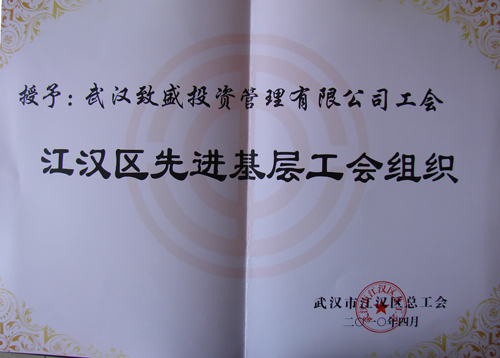 授予：武汉致盛投资管理有限公司工会
江汉区先进基层工会组织
武汉市江汉区总工会
二〇一〇年四月